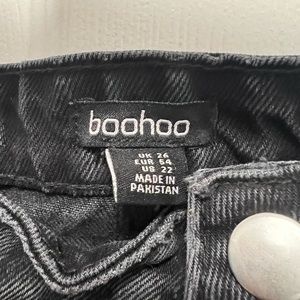 boohoo
UK 26
EUR 54
US 22
MADE IN
PAKISTAN